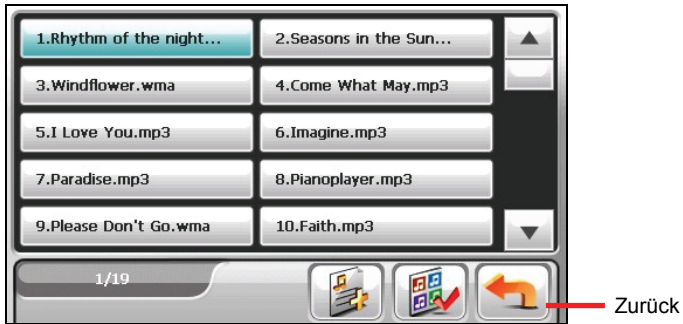 1.Rhythm of the night...
2.Seasons in the Sun...
3.Windflower.wma
4.Come What May.mp3
5.I Love You.mp3
6.Imagine.mp3
7.Paradise.mp3
8.Pianoplayer.mp3
9.Please Don't Go.wma
10.Faith.mp3
1/19
Zurück